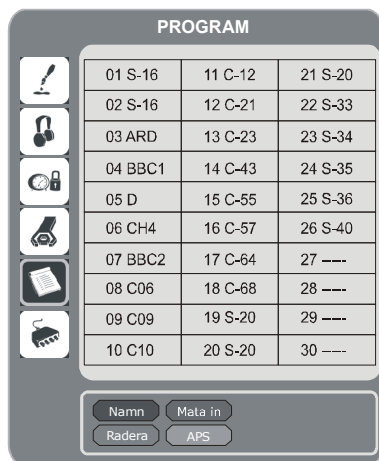 PROGRAM
01 S-16 11 C-12 21 S-20
02 S-16 12 C-21 22 S-33
03 ARD 13 C-23 23 S-34
04 BBC1 14 C-43 24 S-35
05 D 15 C-55 25 S-36
06 CH4 16 C-57 26 S-40
07 BBC2 17 C-64 27 ----
08 C06 18 C-68 28 ----
09 C09 19 S-20 29 ----
10 C10 20 S-20 30 ----
Namn Mata in
Radera APS